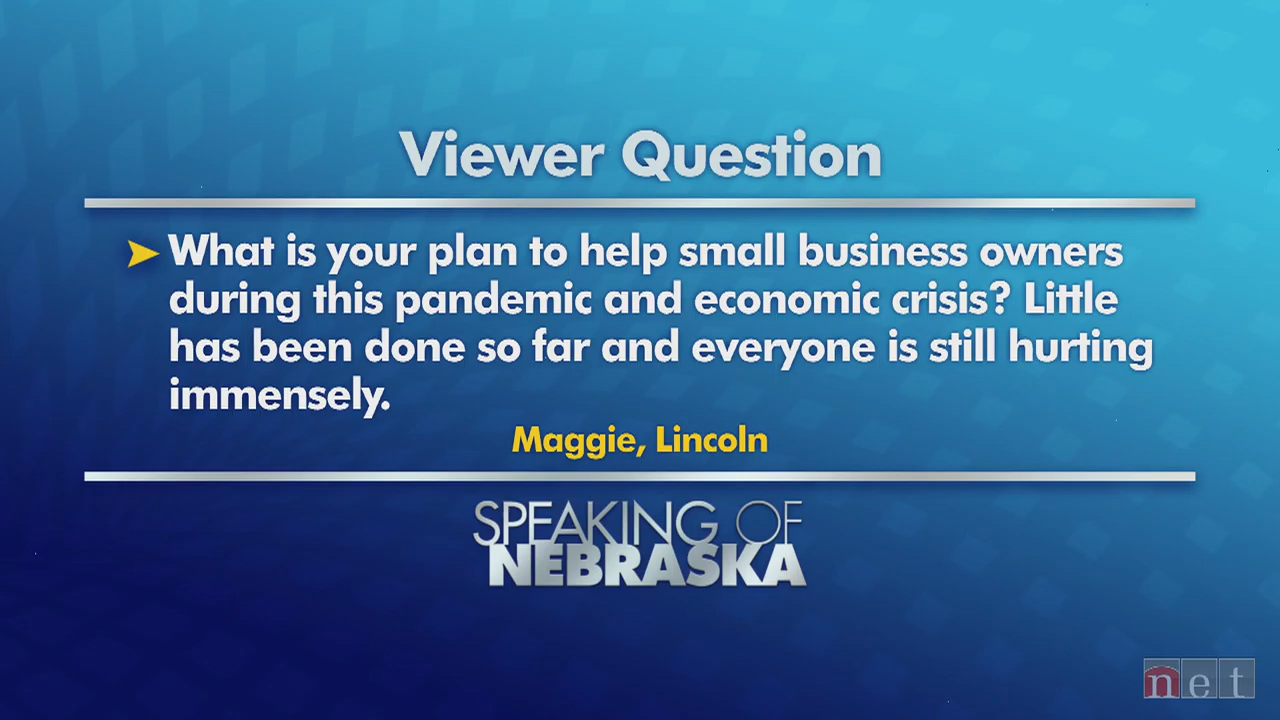 Viewer Question
What is your plan to help small business owners
during this pandemic and economic crisis? Little
has been done so far and everyone is still hurting
immensely.
Maggie, Lincoln
SPEAKING OF
NEBRASKA
net